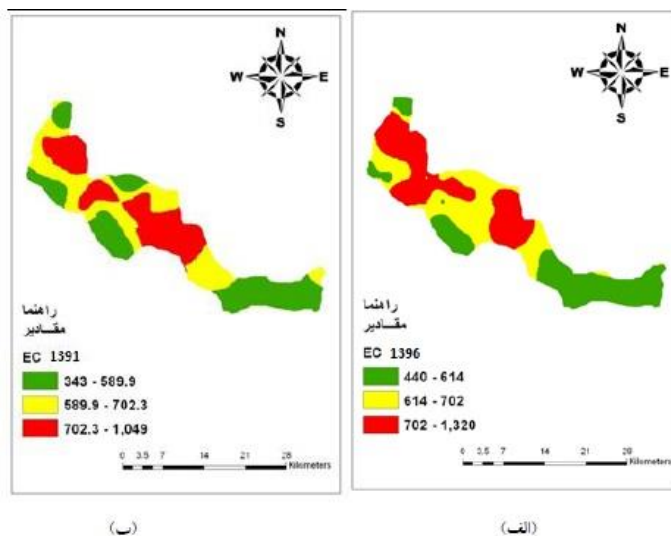 N
W E
S
راهنما
مقادیر
EC 1396
440 - 614
614 - 702
702 - 1,320
0 3.5 7 14 21 28
Kilometers
(الف)
N
W E
S
راهنما
مقادیر
EC 1391
343 - 589.9
589.9 - 702.3
702.3 - 1,049
0 3.5 7 14 21 28
Kilometers
(ب)